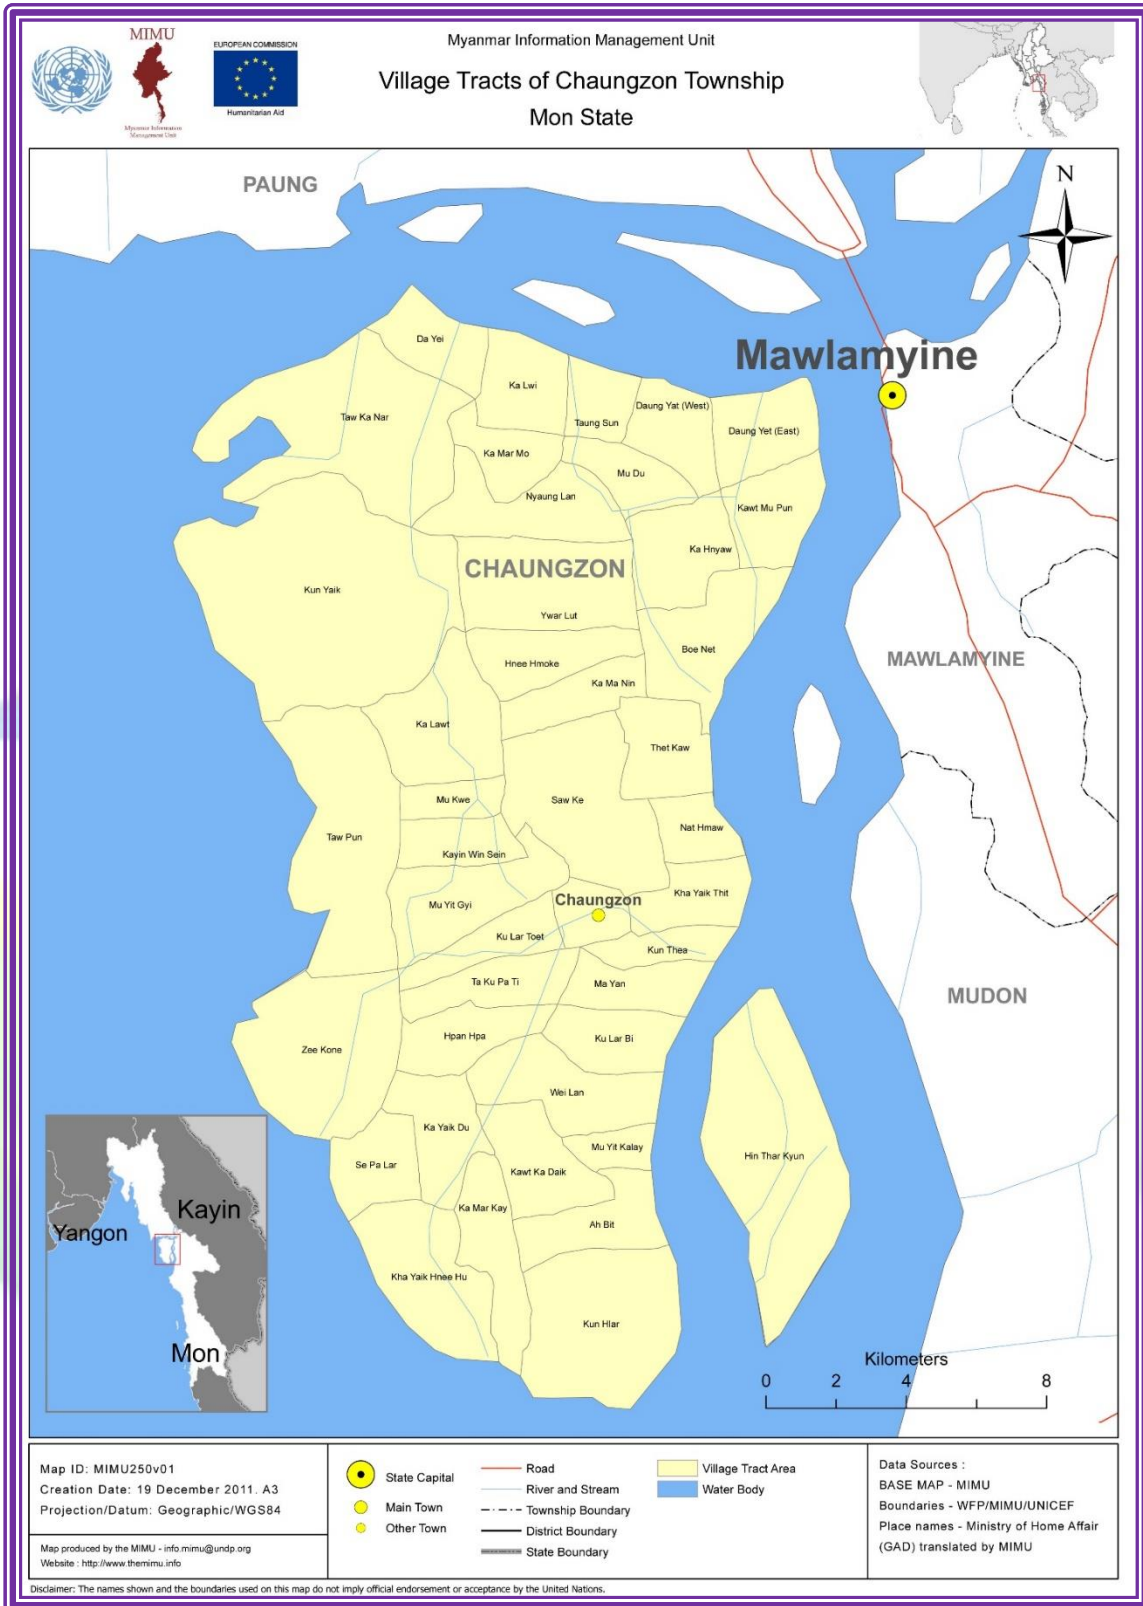 MIMU
Myanmar Information
Management Unit
EUROPEAN COMMISSION
Humanitarian Aid
Myanmar Information Management Unit
Village Tracts of Chaungzon Township
Mon State
PAUNG
N
Mawlamyine
Da Yei
Ka Lwi
Taw Ka Nar
Taung Sun
Daung Yat (West)
Daung Yet (East)
Ka Mar Mo
Mu Du
Nyaung Lan
Kawt Mu Pun
Ka Hnyaw
CHAUNGZON
Kun Yaik
Ywar Lut
Boe Net
MAWLAMYINE
Hnee Hmoke
Ka Ma Nin
Ka Lawt
Thet Kaw
Mu Kwe
Saw Ke
Taw Pun
Nat Hmaw
Kayin Win Sein
Kha Yaik Thit
Mu Yit Gyi
Chaungzon
Ku Lar Toet
Kun Thea
Ta Ku Pa Ti
Ma Yan
MUDON
Hpan Hpa
Ku Lar Bi
Zee Kone
Wei Lan
Ka Yaik Du
Mu Yit Kalay
Se Pa Lar
Kawt Ka Daik
Hin Thar Kyun
Ka Mar Kay
Ah Bit
Kha Yaik Hnee Hu
Kun Hlar
Yangon
Kayin
Mon
Kilometers
0 2 4 8
Map ID: MIMU250v01
Creation Date: 19 December 2011. A3
Projection/Datum: Geographic/WGS84
Map produced by the MIMU - info.mimu@undp.org
Website : http://www.themimu.info
State Capital
Main Town
Other Town
Road
River and Stream
Township Boundary
District Boundary
State Boundary
Village Tract Area
Water Body
Data Sources :
BASE MAP - MIMU
Boundaries - WFP/MIMU/UNICEF
Place names - Ministry of Home Affair
(GAD) translated by MIMU
Disclaimer: The names shown and the boundaries used on this map do not imply official endorsement or acceptance by the United Nations.